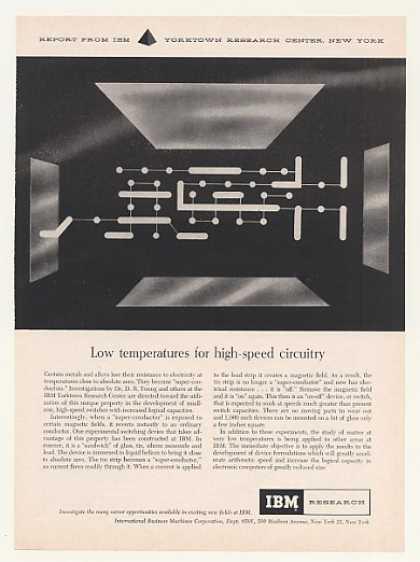 REPORT FROM IBM YORKTOWN RESEARCH CENTER, NEW YORK
Low temperatures for high-speed circuitry
Certain metals and alloys lose their resistance to electricity at
temperatures close to absolute zero. They become "super-con-
ductors." Investigations by Dr. D. R. Young and others at the
IBM Yorktown Research Center are directed toward the utili-
zation of this unique property in the development of small-
size, high-speed switches with increased logical capacities.
Interestingly, when a "super-conductor" is exposed to
certain magnetic fields, it reverts instantly to an ordinary
conductor. One experimental switching device that takes ad-
vantage of this property has been constructed at IBM. In
essence, it is a "sandwich" of glass, tin, silicon monoxide and
lead. The device is immersed in liquid helium to bring it close
to absolute zero. The tin strip becomes a "super-conductor,"
as current flows readily through it. When a current is applied
to the lead strip it creates a magnetic field. As a result, the
tin strip is no longer a "super-conductor" and now has elec-
trical resistance . . . it is "off." Remove the magnetic field
and it is "on" again. This then is an "on-off" device, or switch,
that is expected to work at speeds much greater than present
switch capacities. There are no moving parts to wear out
and 1,000 such devices can be mounted on a bit of glass only
a few inches square.
In addition to these experiments, the study of matter at
very low temperatures is being applied to other areas at
IBM. The immediate objective is to apply the results to the
development of device formulations which will greatly accel-
erate arithmetic speed and increase the logical capacity in
electronic computers of greatly reduced size.
IBM RESEARCH
Investigate the many career opportunities available in exciting new fields at IBM.
International Business Machines Corporation, Dept. 590 Madison Avenue, New York 22, New York